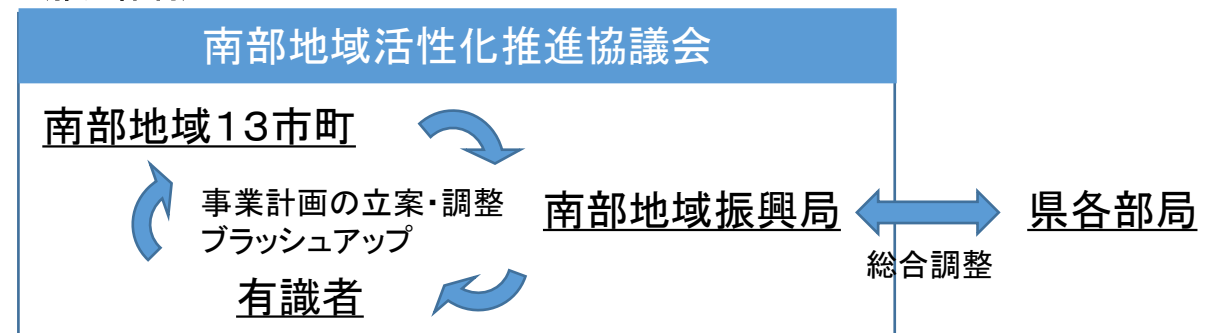 南部地域活性化推進協議会
南部地域13市町
事業計画の立案・調整
ブラッシュアップ
南部地域振興局
県各部局
総合調整
有識者